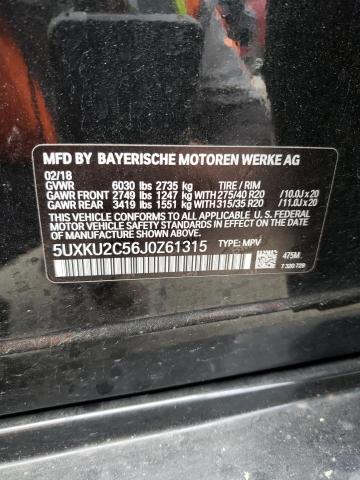 MFD BY BAYERISCHE MOTOREN WERKE AG
02/18
GVWR 6030 lbs 2735 kg TIRE / RIM
GAWR FRONT 2749 lbs 1247 kg WITH 275/40 R20 /10.0J x 20
GAWR REAR 3419 lbs 1551 kg WITH 315/35 R20 /11.0J x 20
THIS VEHICLE CONFORMS TO ALL APPLICABLE U.S. FEDERAL
MOTOR VEHICLE SAFETY STANDARDS IN EFFECT ON THE
DATE OF MANUFACTURE SHOWN ABOVE.
5UXKU2C56J0Z61315 TYPE: MPV
475M
7 320 729